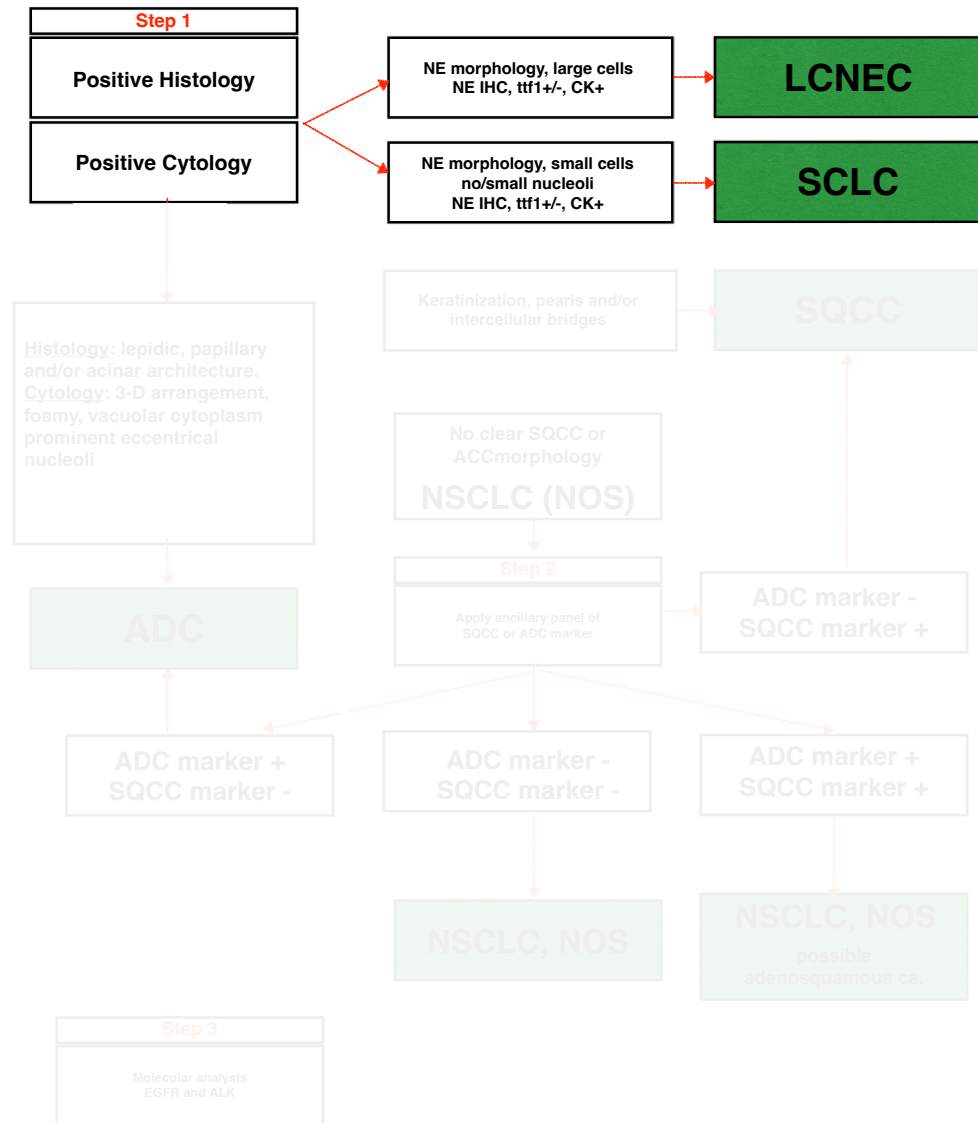 Step 1
Positive Histology
Positive Cytology
NE morphology, large cells
NE IHC, ttf1+/-, CK+
LCNEC
NE morphology, small cells
no/small nucleoli
NE IHC, ttf1+/-, CK+
SCLC
Keratinization, pearls and/or
intercellular bridges
SQCC
Histology: lepidic, papillary
and/or acinar architecture.
Cytology: 3-D arrangement,
foamy, vacuolar cytoplasm
prominent eccentrical
nucleoli
No clear SQCC or
ACCmorphology
NSCLC (NOS)
Step 2
Apply ancillary panel of
SQCC or ADC marker
ADC marker -
SQCC marker +
ADC
ADC marker +
SQCC marker -
ADC marker -
SQCC marker -
ADC marker +
SQCC marker +
NSCLC, NOS
NSCLC, NOS
possible
adenosquamous ca.
Step 3
Molecular analysis
EGFR and ALK